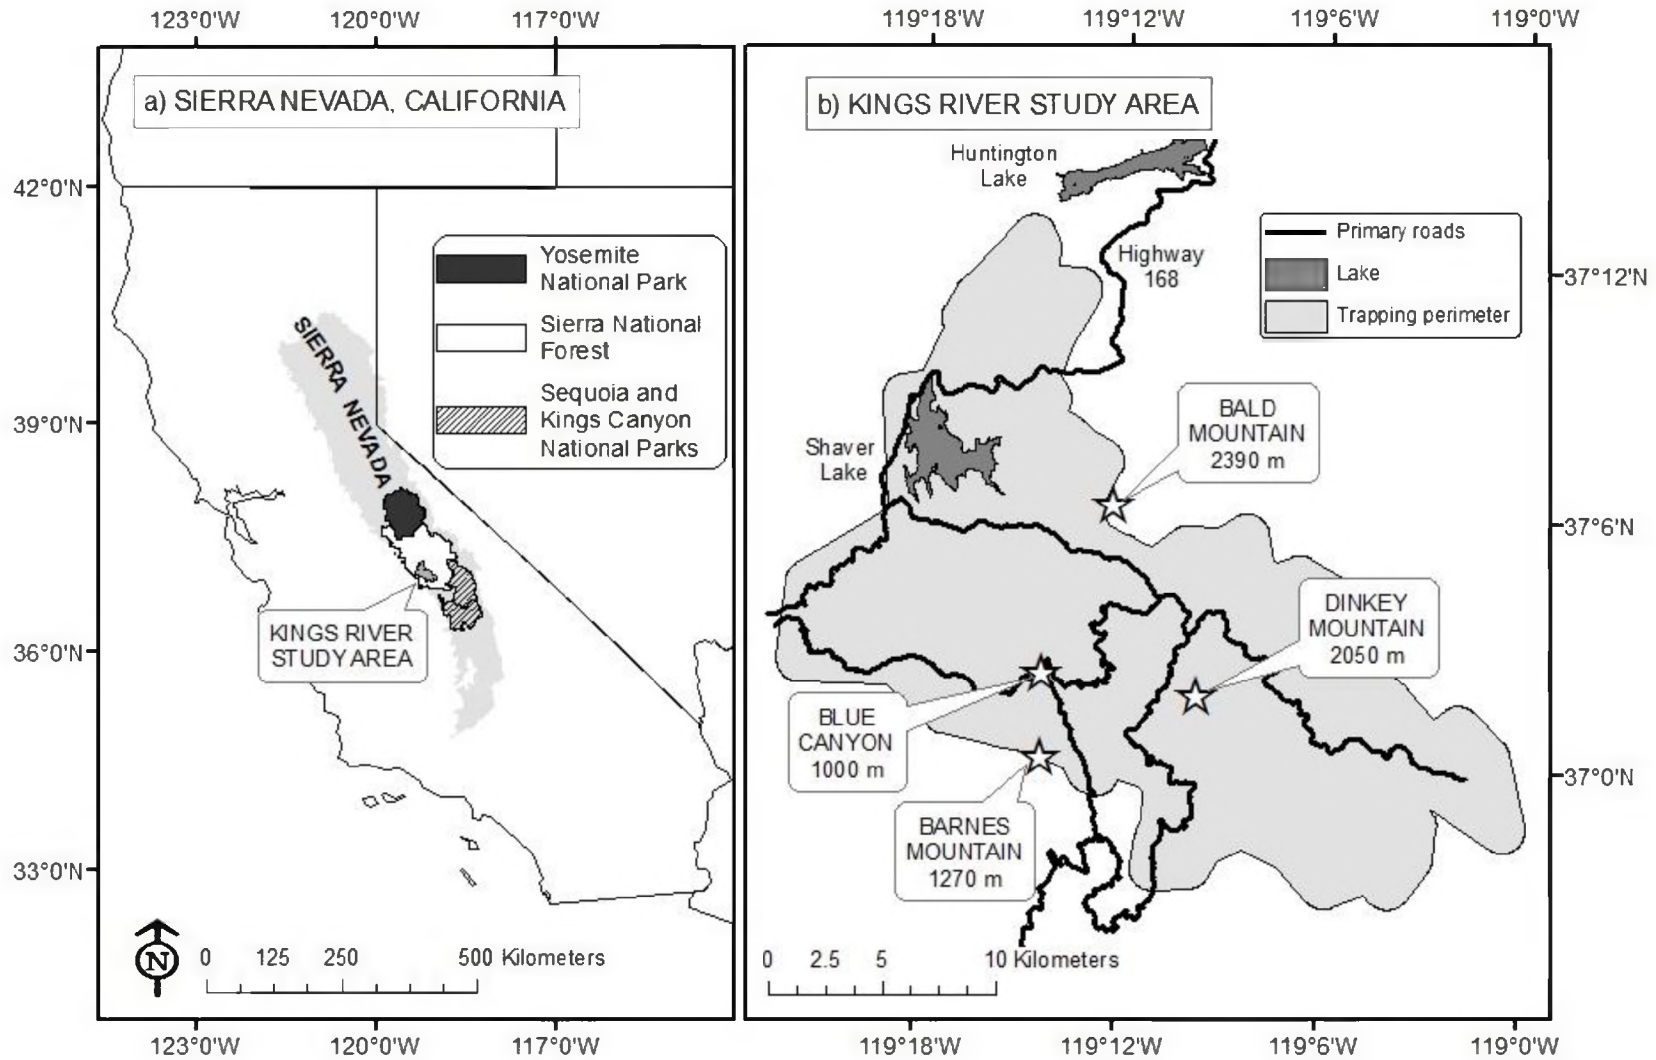 123°0'W 120°0'W 117°0'W
119°18'W 119°12'W 119°6'W 119°0'W
a) SIERRA NEVADA, CALIFORNIA
42°0'N
39°0'N
36°0'N
33°0'N
Yosemite
National Park
Sierra National
Forest
Sequoia and
Kings Canyon
National Parks
SIERRA NEVADA
KINGS RIVER
STUDY AREA
N
0 125 250 500 Kilometers
123°0'W 120°0'W 117°0'W
b) KINGS RIVER STUDY AREA
Huntington
Lake
Highway
168
Primary roads
Lake
Trapping perimeter
37°12'N
37°6'N
37°0'N
Shaver
Lake
BALD
MOUNTAIN
2390 m
DINKEY
MOUNTAIN
2050 m
BLUE
CANYON
1000 m
BARNES
MOUNTAIN
1270 m
0 2.5 5 10 Kilometers
119°18'W 119°12'W 119°6'W 119°0'W